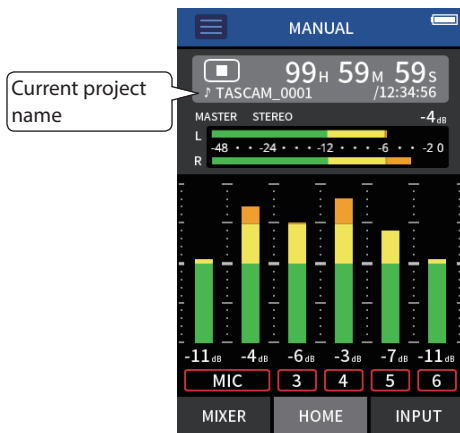 MANUAL
99H 59M 59s
♪ TASCAM_0001 /12:34:56
Current project
name
MASTER STEREO -4dB
L
-48 · · -24 · · · -12 · · · -6 · · -2 0
R
-11dB -4dB -6dB -3dB -7dB -11dB
MIC 3 4 5 6
MIXER HOME INPUT